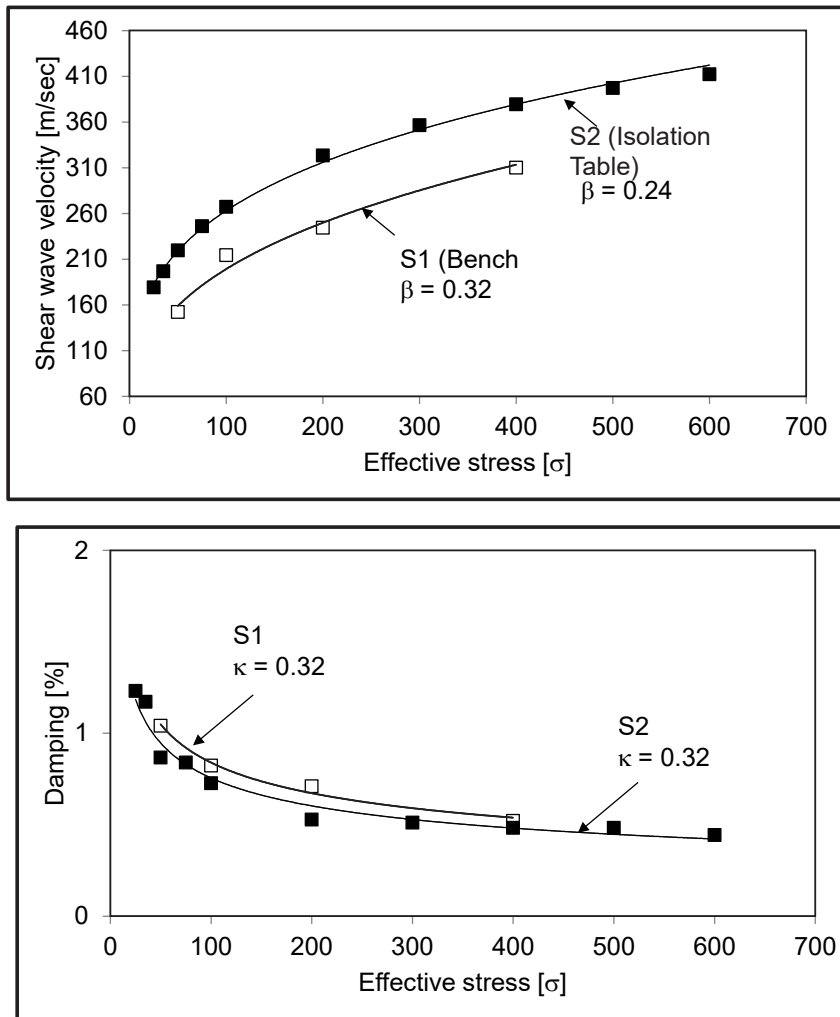 Shear wave velocity [m/sec]
460
410
360
310
260
210
160
110
60
0 100 200 300 400 500 600 700
Effective stress [σ]
S2 (Isolation
Table)
β = 0.24
S1 (Bench
β = 0.32
Damping [%]
2
1
0
0 100 200 300 400 500 600 700
Effective stress [σ]
S1
κ = 0.32
S2
κ = 0.32